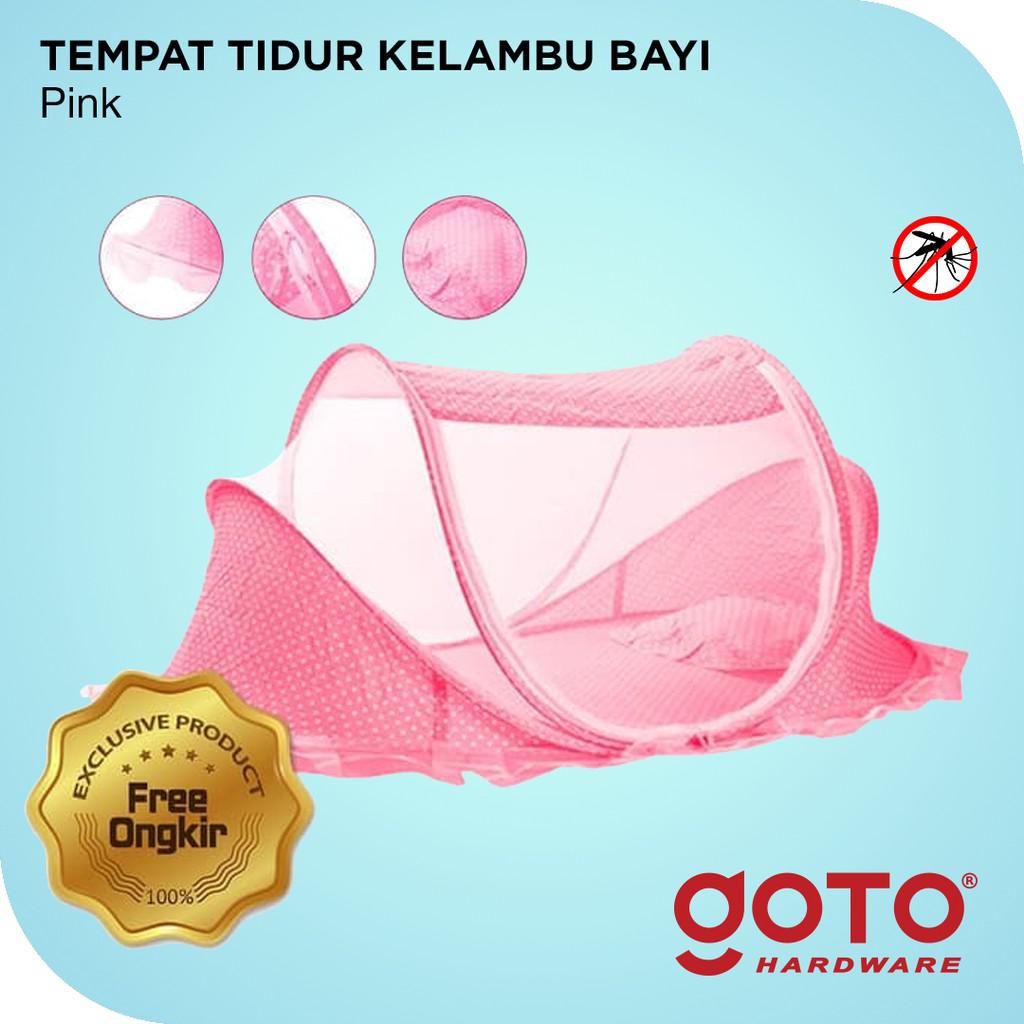 TEMPAT TIDUR KELAMBU BAYI
Pink
EXCLUSIVE PRODUCT
Free
Ongkir
100%
goTO®
HARDWARE